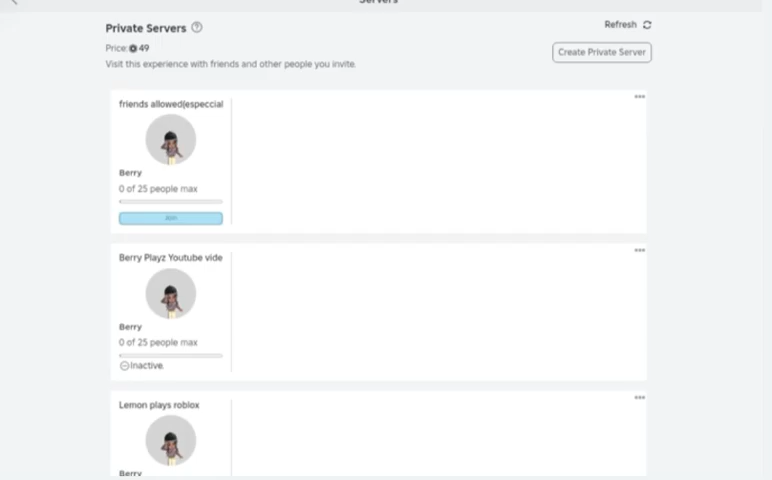 Servers
Private Servers
Refresh
Price: 49
Create Private Server
Visit this experience with friends and other people you invite.
friends allowed(especcial
Berry
0 of 25 people max
Join
Berry Playz Youtube vide
Berry
0 of 25 people max
Inactive.
Lemon plays roblox
Berry